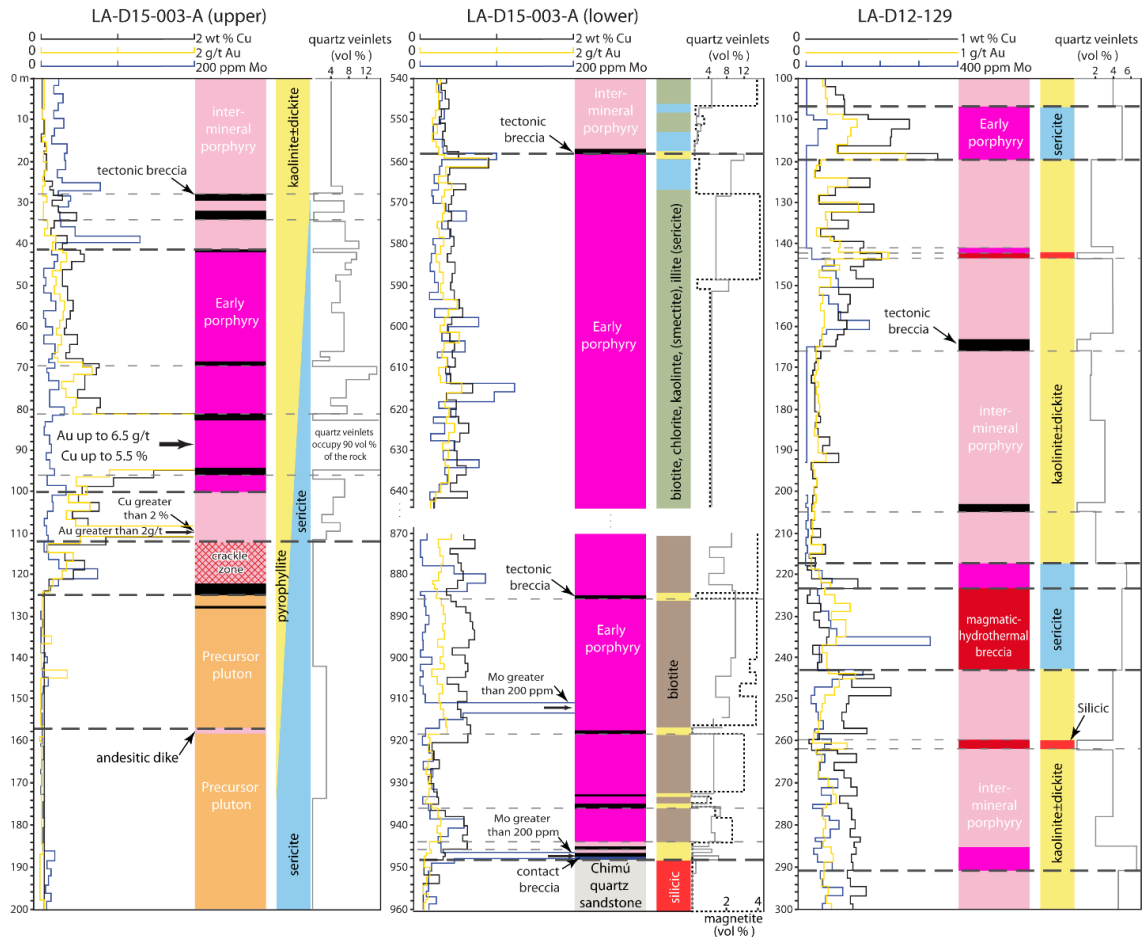 LA-D15-003-A (upper)
0 2 wt % Cu
0 2 g/t Au
0 200 ppm Mo
quartz veinlets
(vol %)
4 8 12
0 m
10
20
30
40
50
60
70
80
90
100
110
120
130
140
150
160
170
180
190
200
inter-
mineral
porphyry
tectonic breccia
Early
porphyry
Au up to 6.5 g/t
Cu up to 5.5 %
quartz veinlets
occupy 90 vol %
of the rock
Cu greater
than 2 %
Au greater than 2g/t
crackle
zone
Precursor
pluton
andesitic dike
Precursor
pluton
kaolinite±dickite
pyrophyllite
sericite
sericite
LA-D15-003-A (lower)
0 2 wt % Cu
0 2 g/t Au
0 200 ppm Mo
quartz veinlets
(vol %)
4 8 12
540
550
560
570
580
590
600
610
620
630
640
870
880
890
900
910
920
930
940
950
960
inter-
mineral
porphyry
tectonic
breccia
Early
porphyry
biotite, chlorite, kaolinte, (smectite), illite (sericite)
tectonic
breccia
Early
porphyry
Mo greater
than 200 ppm
biotite
Mo greater
than 200 ppm
contact
breccia
Chimú
quartz
sandstone
silicic
2 4
magnetite
(vol %)
LA-D12-129
0 1 wt % Cu
0 1 g/t Au
0 400 ppm Mo
quartz veinlets
(vol %)
2 4 6
100
110
120
130
140
150
160
170
180
190
200
210
220
230
240
250
260
270
280
290
300
Early
porphyry
sericite
tectonic
breccia
inter-
mineral
porphyry
kaolinite±dickite
magmatic-
hydrothermal
breccia
sericite
Silicic
inter-
mineral
porphyry
kaolinite±dickite